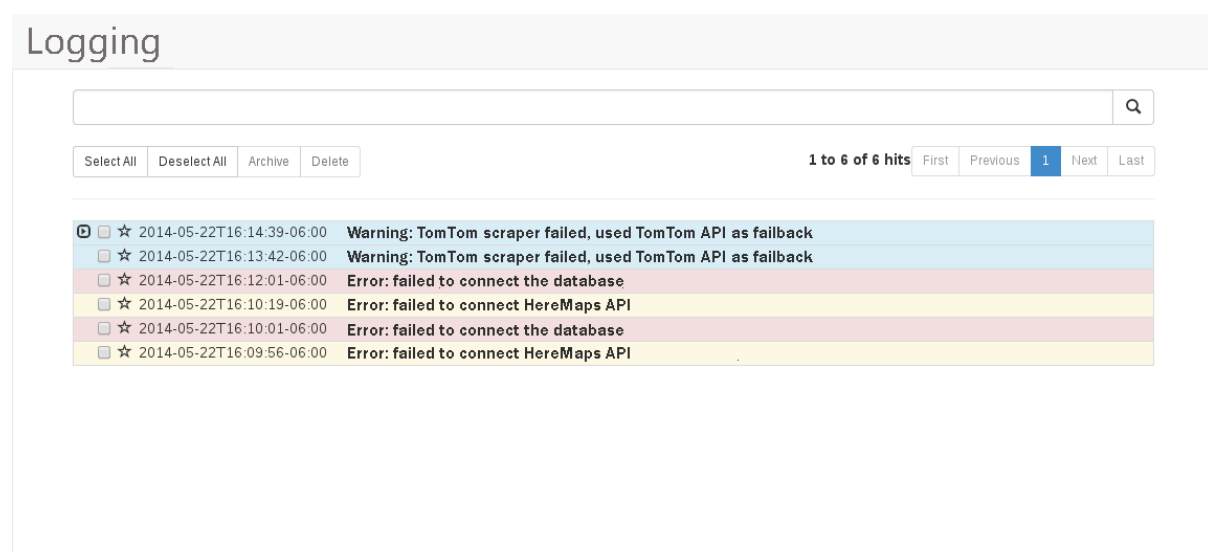 Logging
Select All Deselect All Archive Delete 1 to 6 of 6 hits First Previous 1 Next Last
2014-05-22T16:14:39-06:00 Warning: TomTom scraper failed, used TomTom API as failback
2014-05-22T16:13:42-06:00 Warning: TomTom scraper failed, used TomTom API as failback
2014-05-22T16:12:01-06:00 Error: failed to connect the database
2014-05-22T16:10:19-06:00 Error: failed to connect HereMaps API
2014-05-22T16:10:01-06:00 Error: failed to connect the database
2014-05-22T16:09:56-06:00 Error: failed to connect HereMaps API